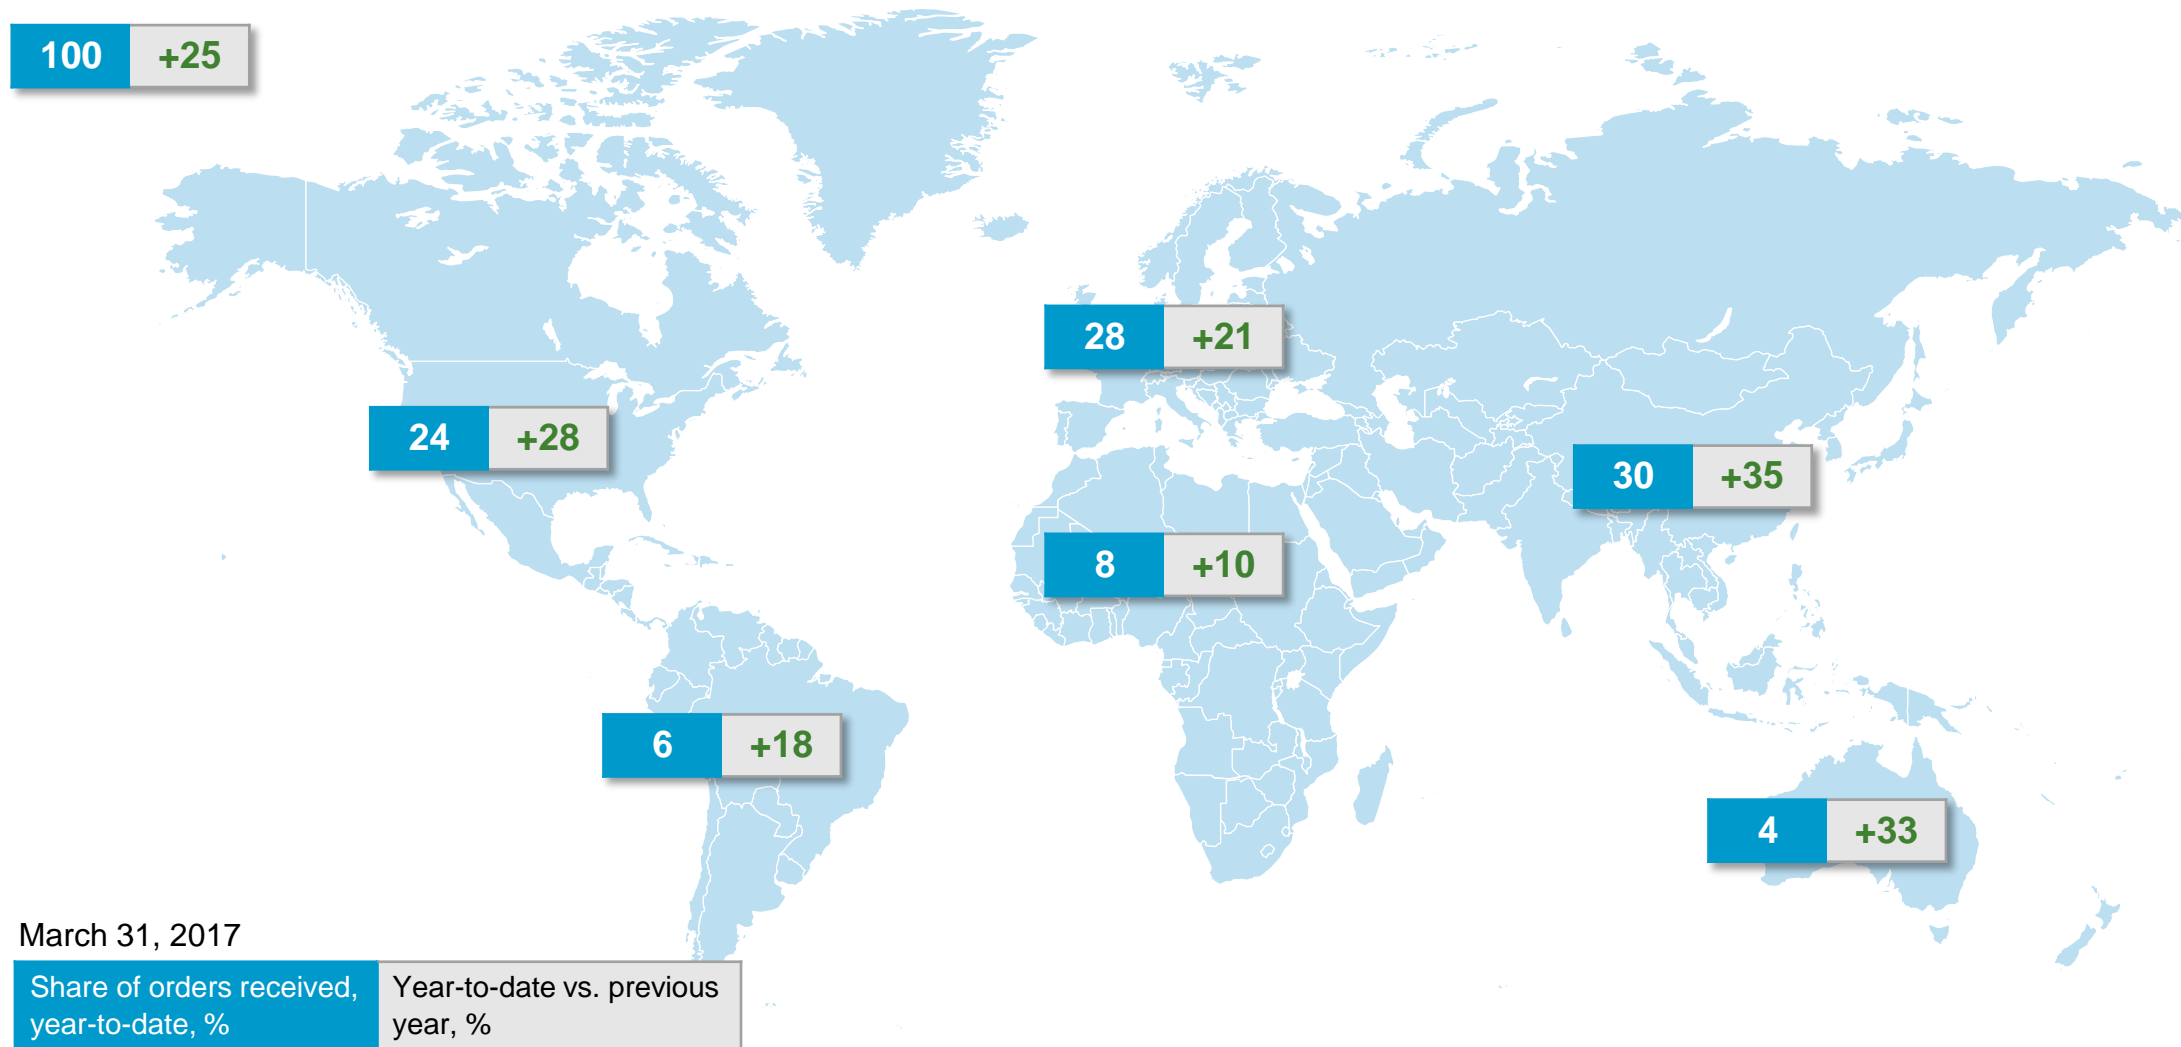 100 +25
28 +21
24 +28
30 +35
8 +10
6 +18
4 +33
March 31, 2017
Share of orders received,
year-to-date, %
Year-to-date vs. previous
year, %